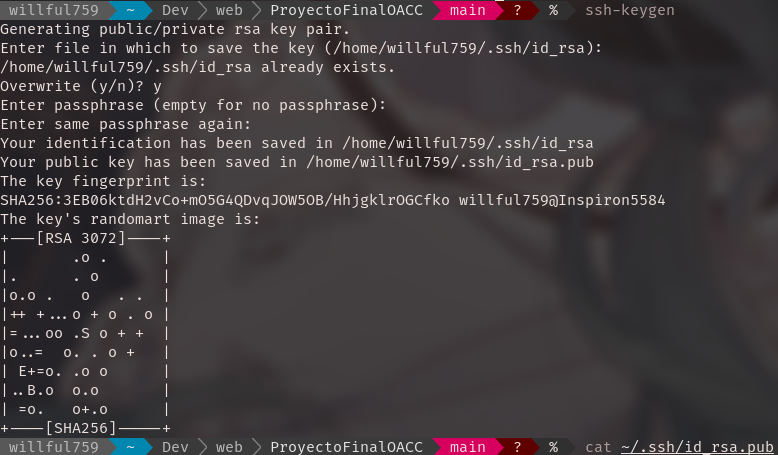 willful759 ~ Dev web ProyectoFinalOACC main ? % ssh-keygen
Generating public/private rsa key pair.
Enter file in which to save the key (/home/willful759/.ssh/id_rsa):
/home/willful759/.ssh/id_rsa already exists.
Overwrite (y/n)? y
Enter passphrase (empty for no passphrase):
Enter same passphrase again:
Your identification has been saved in /home/willful759/.ssh/id_rsa
Your public key has been saved in /home/willful759/.ssh/id_rsa.pub
The key fingerprint is:
SHA256:3EB06ktdH2vCo+mO5G4QDvqJOW5OB/HhjgklrOGCfko willful759@Inspiron5584
The key's randomart image is:
+---[RSA 3072]----+
|       .o .      |
|.      . o       |
|o.o .   o   . .  |
|++ +...o + o . o |
|=...oo .S o + +  |
|o..=  o. . o +   |
| E+=o. .o o      |
|..B.o  o.o       |
| =o.   o+.o      |
+----[SHA256]-----+
willful759 ~ Dev web ProyectoFinalOACC main ? % cat ~/.ssh/id_rsa.pub